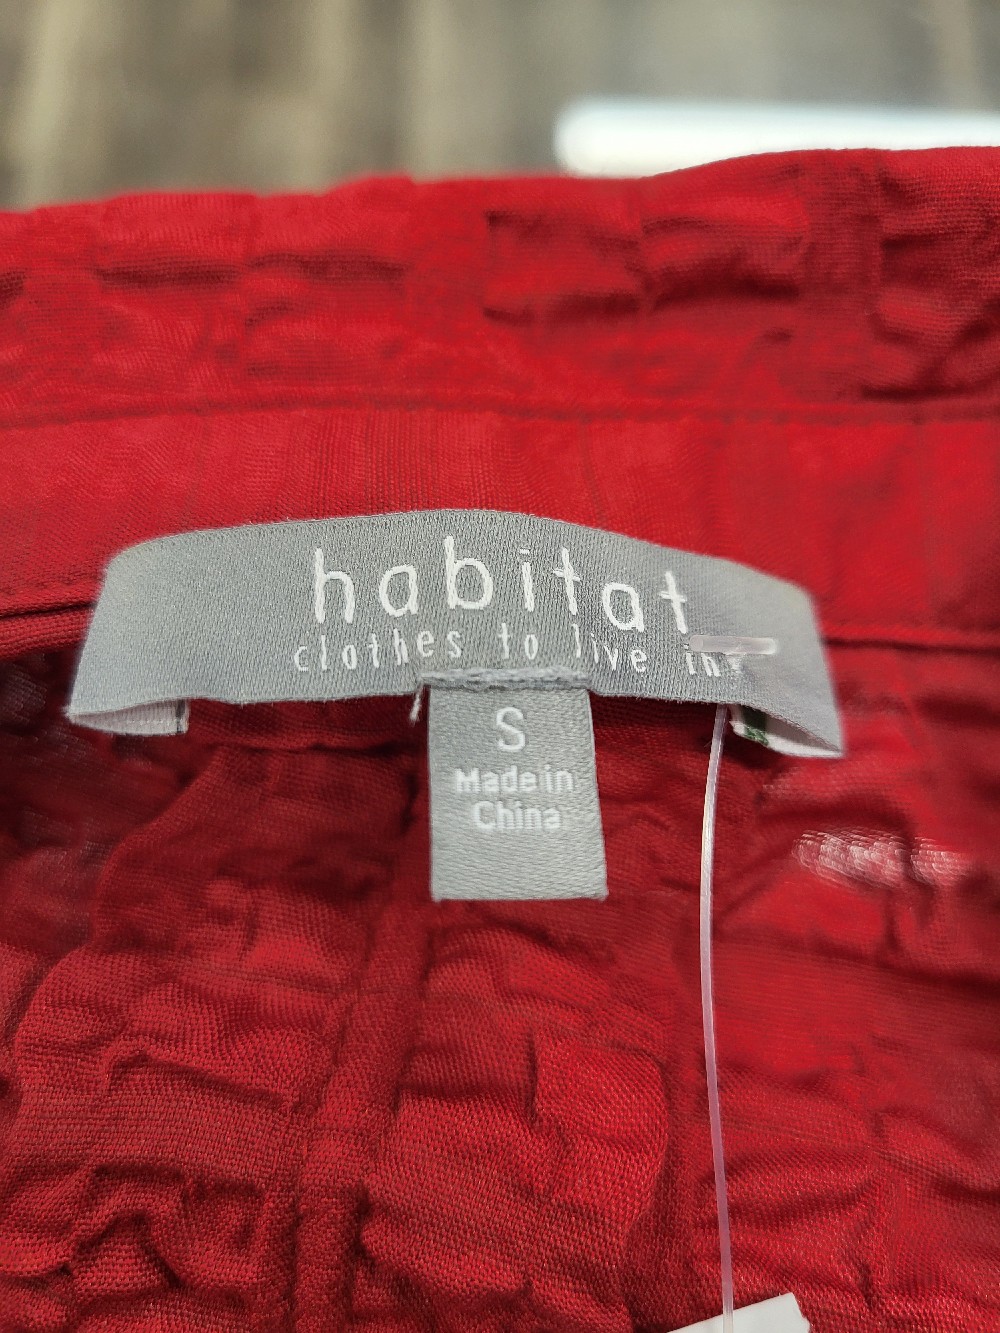 habitat
clothes to live in
S
Made in
China